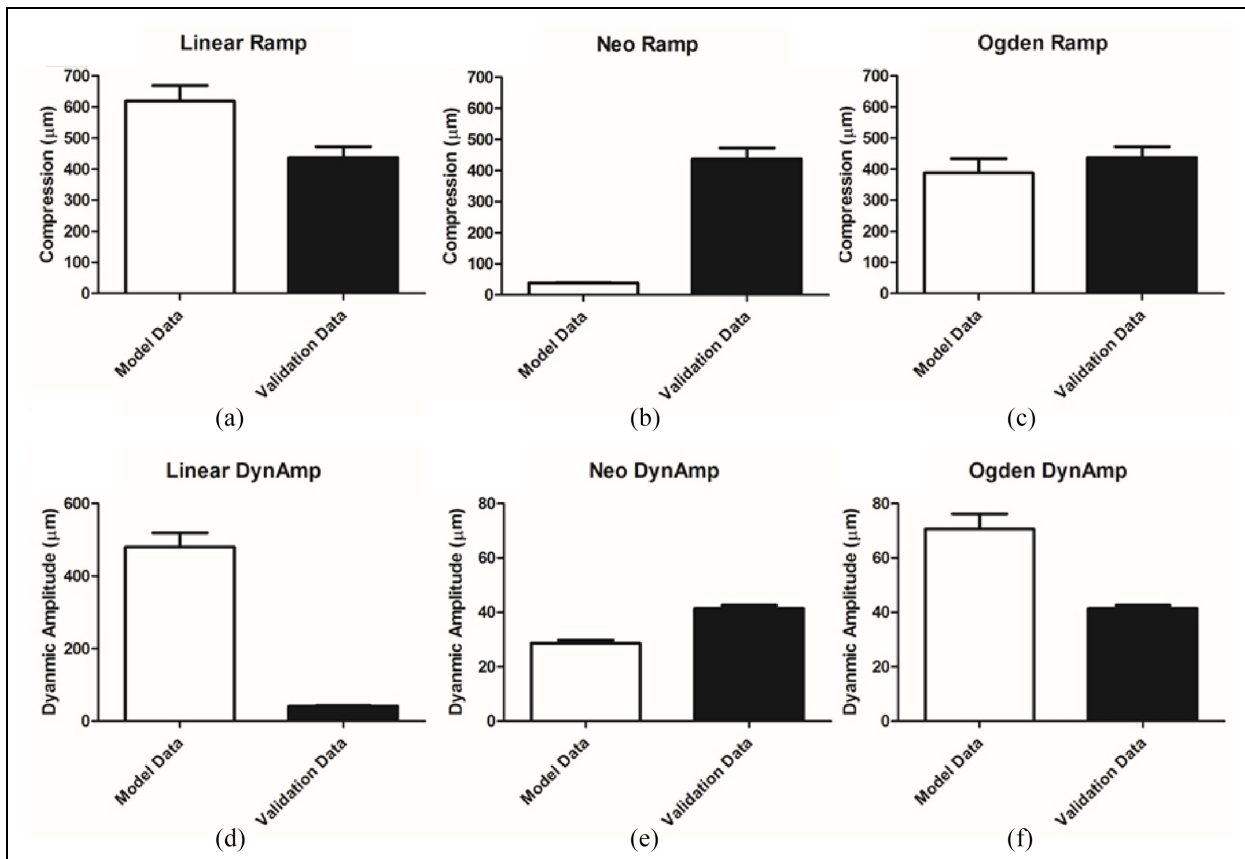 Linear Ramp
Compression (μm)
700
600
500
400
300
200
100
0
Model Data
Validation Data
(a)
Neo Ramp
Compression (μm)
700
600
500
400
300
200
100
0
Model Data
Validation Data
(b)
Ogden Ramp
Compression (μm)
700
600
500
400
300
200
100
0
Model Data
Validation Data
(c)
Linear DynAmp
Dyanmic Amplitude (μm)
600
400
200
0
Model Data
Validation Data
(d)
Neo DynAmp
Dyanmic Amplitude (μm)
80
60
40
20
0
Model Data
Validation Data
(e)
Ogden DynAmp
Dyanmic Amplitude (μm)
80
60
40
20
0
Model Data
Validation Data
(f)